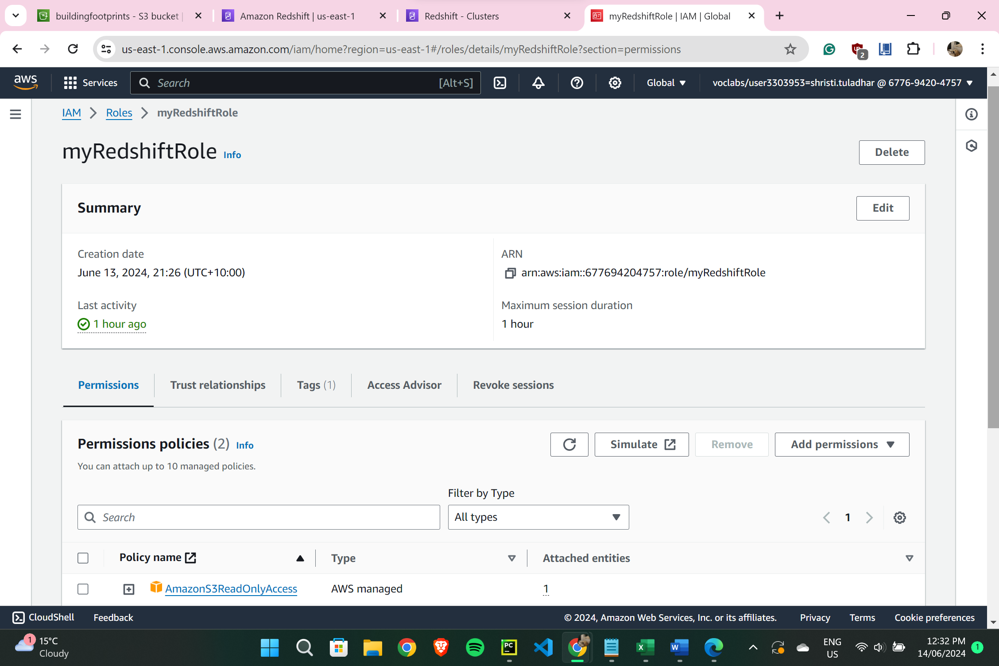 buildingfootprints - S3 bucket |
Amazon Redshift | us-east-1
Redshift - Clusters
myRedshiftRole | IAM | Global
us-east-1.console.aws.amazon.com/iam/home?region=us-east-1#/roles/details/myRedshiftRole?section=permissions
2
aws
Services
Search
[Alt+S]
Global
voclabs/user3303953=shristi.tuladhar @ 6776-9420-4757
IAM
Roles
myRedshiftRole
myRedshiftRole Info
Delete
Summary
Edit
Creation date
June 13, 2024, 21:26 (UTC+10:00)
ARN
arn:aws:iam::677694204757:role/myRedshiftRole
Last activity
1 hour ago
Maximum session duration
1 hour
Permissions
Trust relationships
Tags (1)
Access Advisor
Revoke sessions
Permissions policies (2) Info
Simulate
Remove
Add permissions
You can attach up to 10 managed policies.
Filter by Type
Search
All types
1
Policy name
Type
Attached entities
AmazonS3ReadOnlyAccess
AWS managed
1
CloudShell
Feedback
© 2024, Amazon Web Services, Inc. or its affiliates.
Privacy
Terms
Cookie preferences
1
15°C
Cloudy
PC
X
W
ENG
US
12:32 PM
14/06/2024
1